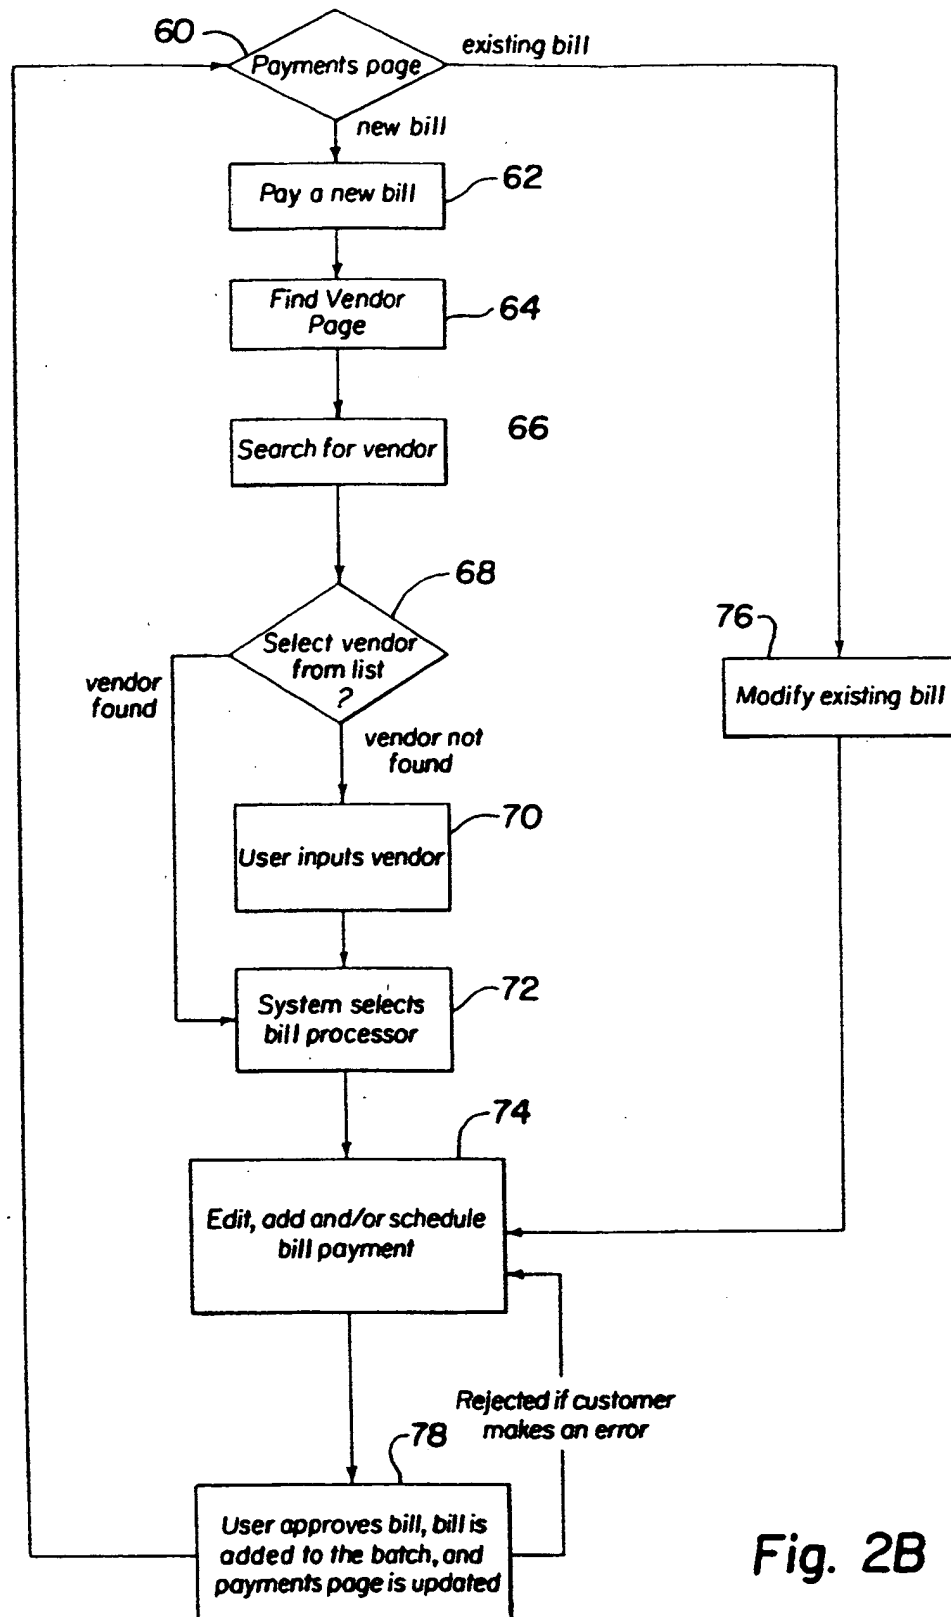 60
Payments page
existing bill
new bill
Pay a new bill
62
Find Vendor
Page
64
Search for vendor
66
68
Select vendor
from list
?
vendor
found
vendor not
found
76
Modify existing bill
70
User inputs vendor
72
System selects
bill processor
74
Edit, add and/or schedule
bill payment
Rejected if customer
makes an error
78
User approves bill, bill is
added to the batch, and
payments page is updated
Fig. 2B